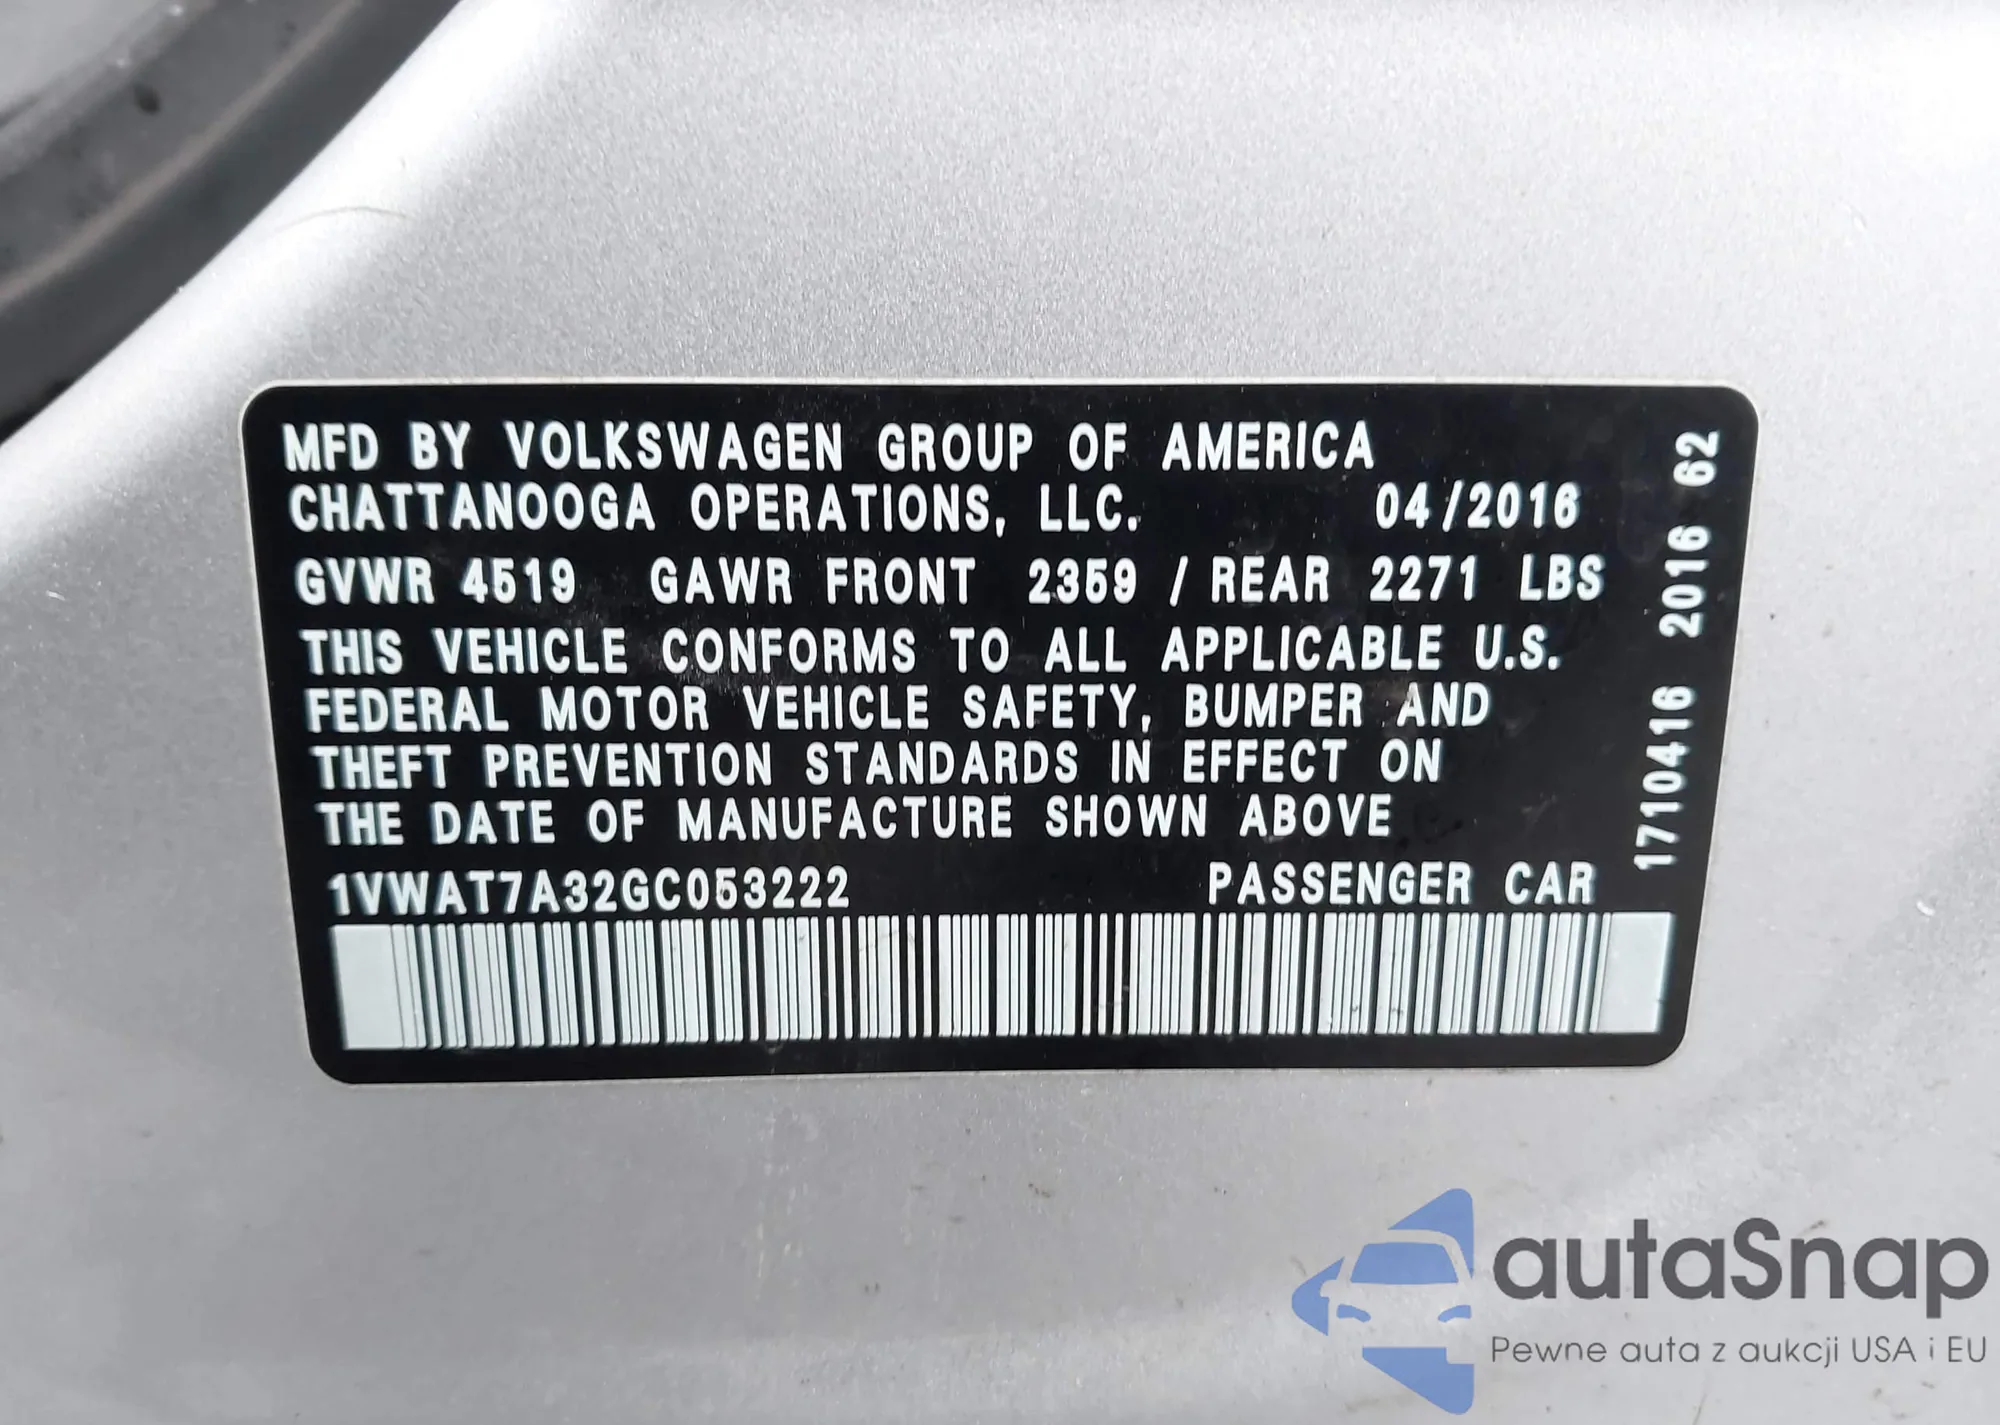 MFD BY VOLKSWAGEN GROUP OF AMERICA
CHATTANOOGA OPERATIONS, LLC. 04/2016
GVWR 4519 GAWR FRONT 2359 / REAR 2271 LBS
THIS VEHICLE CONFORMS TO ALL APPLICABLE U.S.
FEDERAL MOTOR VEHICLE SAFETY, BUMPER AND
THEFT PREVENTION STANDARDS IN EFFECT ON
THE DATE OF MANUFACTURE SHOWN ABOVE
1VWAT7A32GC053222 PASSENGER CAR
1710416 2016 62
autaSnap
Pewne auta z aukcji USA i EU